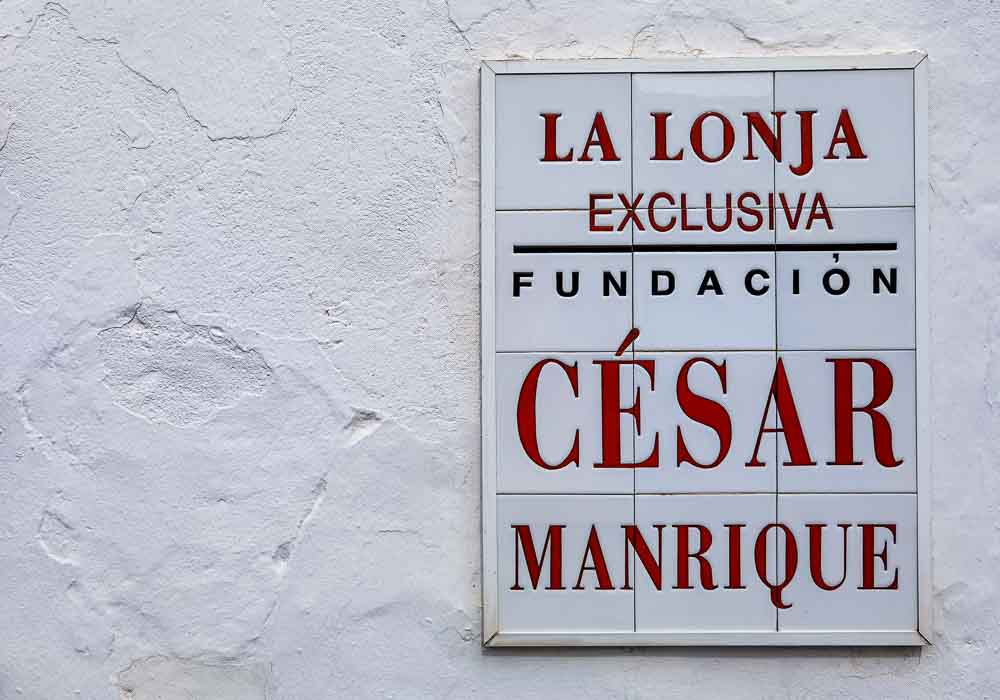 LA LONJA
EXCLUSIVA
FUNDACIÓN
CÉSAR
MANRIQUE